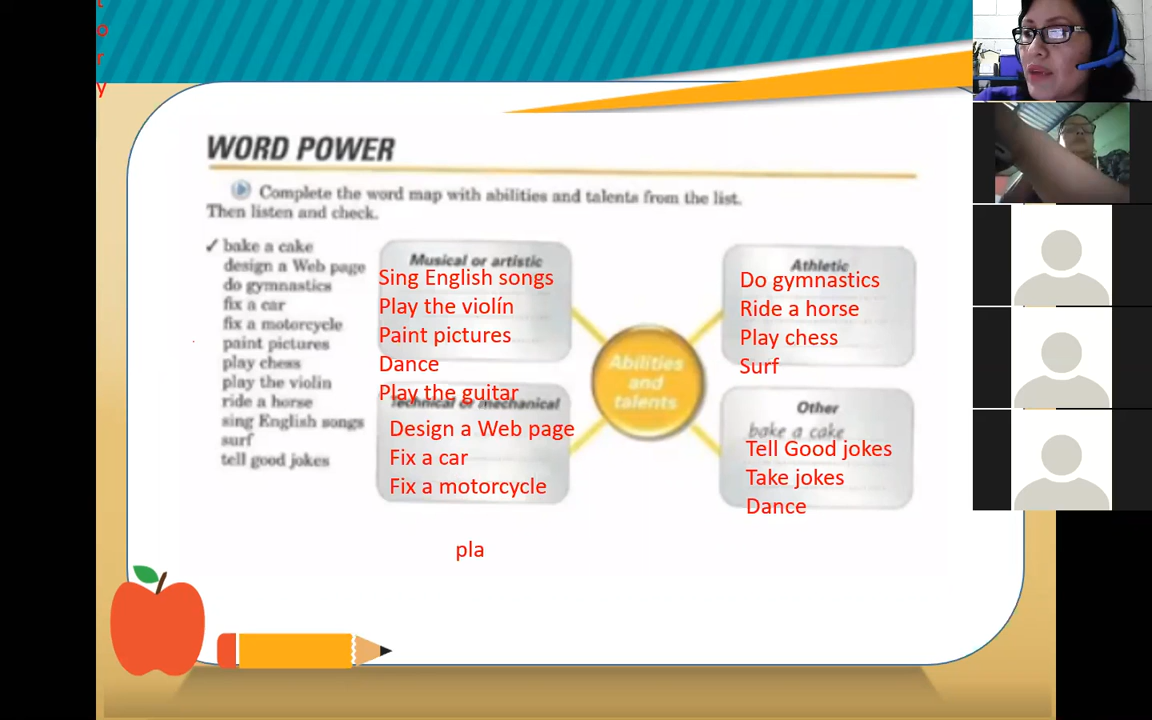 t
o
r
y
WORD POWER
Complete the word map with abilities and talents from the list.
Then listen and check.
✓ bake a cake
design a Web page
do gymnastics
fix a car
fix a motorcycle
paint pictures
play chess
play the violin
ride a horse
sing English songs
surf
tell good jokes
Musical or artistic
Sing English songs
Play the violín
Paint pictures
Dance
Play the guitar
Technical or mechanical
Design a Web page
Fix a car
Fix a motorcycle
Abilities
and
talents
Athletic
Do gymnastics
Ride a horse
Play chess
Surf
Other
bake a cake
Tell Good jokes
Take jokes
Dance
pla